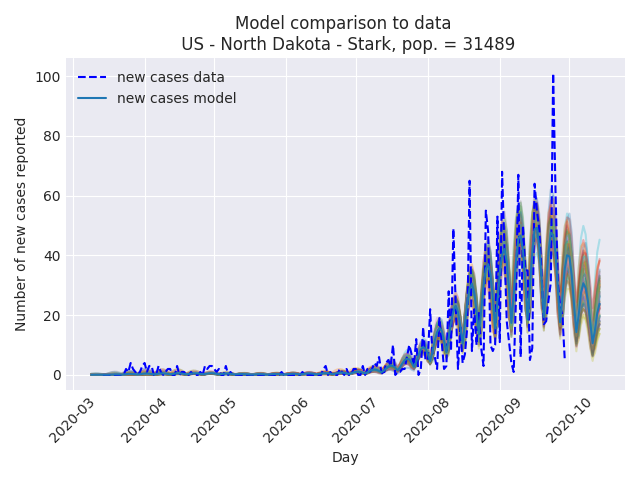 Model comparison to data
US - North Dakota - Stark, pop. = 31489
new cases data
new cases model
Number of new cases reported
100
80
60
40
20
0
2020-03
2020-04
2020-05
2020-06
2020-07
2020-08
2020-09
2020-10
Day